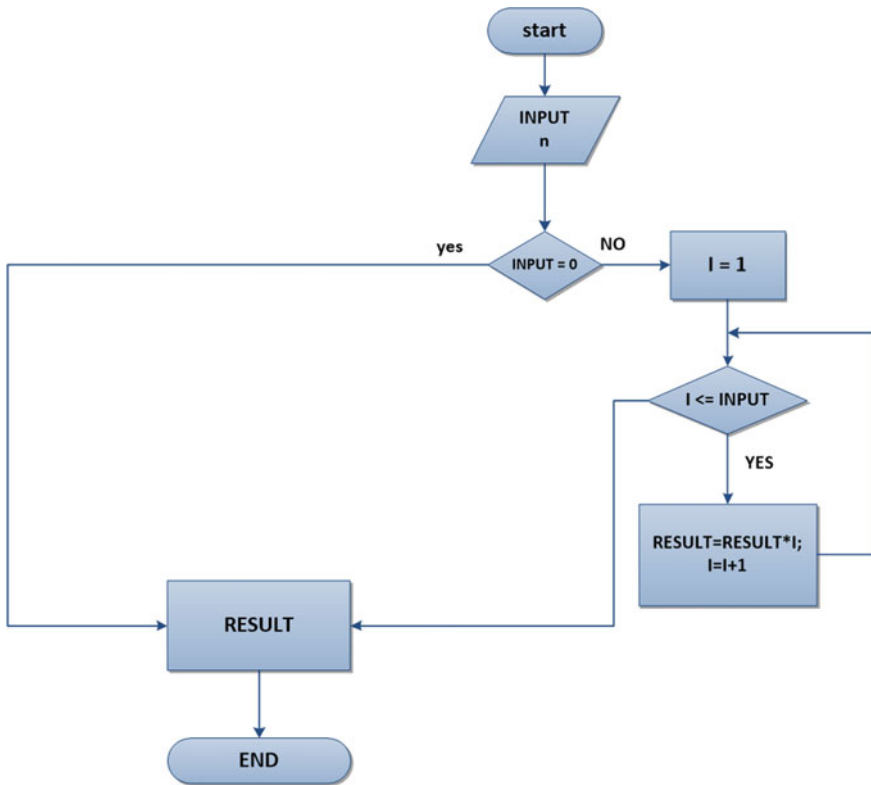 start
INPUT
n
yes
INPUT = 0
NO
I = 1
I <= INPUT
YES
RESULT=RESULT*I;
I=I+1
RESULT
END